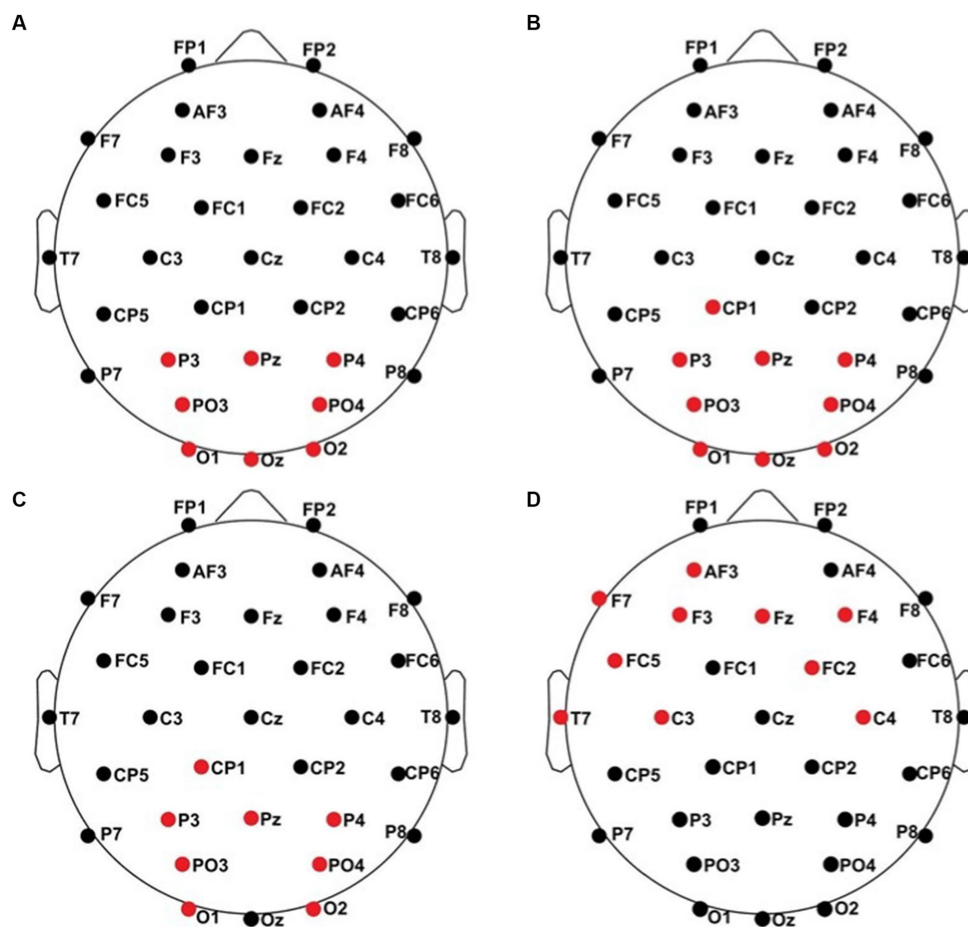 A
B
FP1 FP2
FP1 FP2
AF3 AF4
AF3 AF4
F7 F8
F7 F8
F3 Fz F4
F3 Fz F4
FC5 FC1 FC2 FC6
FC5 FC1 FC2 FC6
T7 C3 Cz C4 T8
T7 C3 Cz C4 T8
CP5 CP1 CP2 CP6
CP5 CP1 CP2 CP6
P3 Pz P4
P3 Pz P4
P7 P8
P7 P8
PO3 PO4
PO3 PO4
O1 Oz O2
O1 Oz O2
C
D
FP1 FP2
FP1 FP2
AF3 AF4
AF3 AF4
F7 F8
F7 F8
F3 Fz F4
F3 Fz F4
FC5 FC1 FC2 FC6
FC5 FC1 FC2 FC6
T7 C3 Cz C4 T8
T7 C3 Cz C4 T8
CP5 CP1 CP2 CP6
CP5 CP1 CP2 CP6
P3 Pz P4
P3 Pz P4
P7 P8
P7 P8
PO3 PO4
PO3 PO4
O1 Oz O2
O1 Oz O2